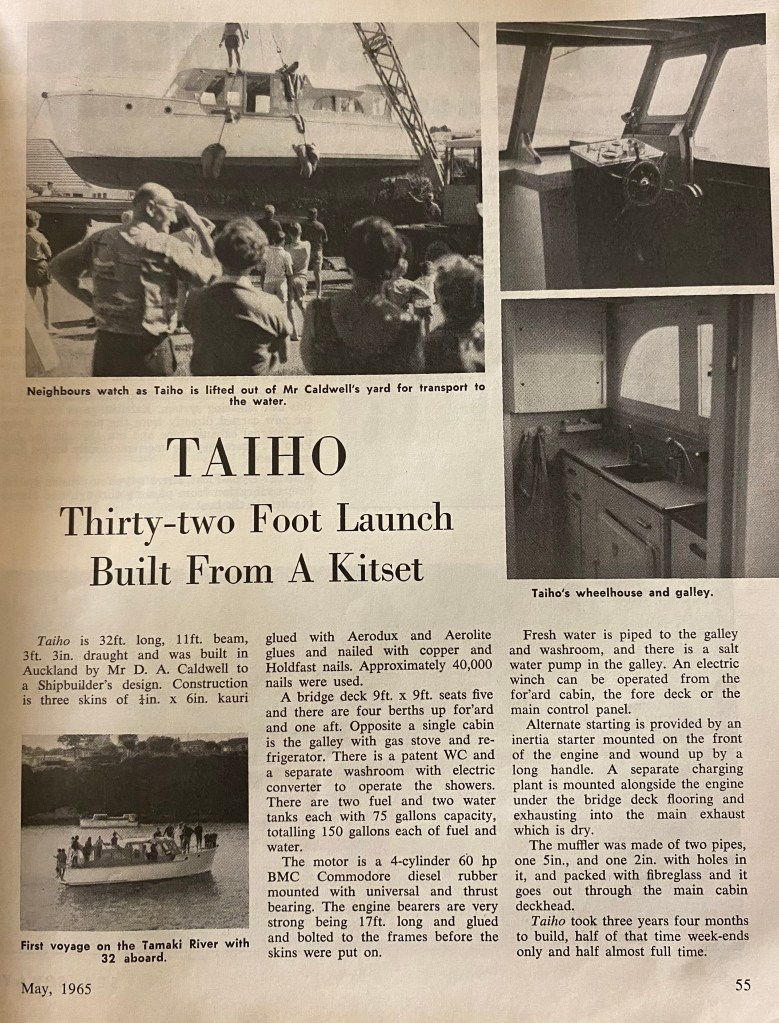 Neighbours watch as Taiho is lifted out of Mr Caldwell's yard for transport to
the water.
TAIHO
Thirty-two Foot Launch
Built From A Kitset
Taiho's wheelhouse and galley.
Taiho is 32ft. long, 11ft. beam,
3ft. 3in. draught and was built in
Auckland by Mr D. A. Caldwell to
a Shipbuilder's design. Construction
is three skins of in. x 6in. kauri
First voyage on the Tamaki River with
32 aboard.
glued with Aerodux and Aerolite
glues and nailed with copper and
Holdfast nails. Approximately 40,000
nails were used.
A bridge deck 9ft. x 9ft. seats five
and there are four berths up for'ard
and one aft. Opposite a single cabin
is the galley with gas stove and re-
frigerator. There is a patent WC and
a separate washroom with electric
converter to operate the showers.
There are two fuel and two water
tanks each with 75 gallons capacity,
totalling 150 gallons each of fuel and
water.
The motor is a 4-cylinder 60 hp
BMC Commodore diesel rubber
mounted with universal and thrust
bearing. The engine bearers are very
strong being 17ft. long and glued
and bolted to the frames before the
skins were put on.
Fresh water is piped to the galley
and washroom, and there is a salt
water pump in the galley. An electric
winch can be operated from the
for'ard cabin, the fore deck or the
main control panel.
Alternate starting is provided by an
inertia starter mounted on the front
of the engine and wound up by a
long handle. A separate charging
plant is mounted alongside the engine
under the bridge deck flooring and
exhausting into the main exhaust
which is dry.
The muffler was made of two pipes,
one 5in., and one 2in. with holes in
it, and packed with fibreglass and it
goes out through the main cabin
deckhead.
Taiho took three years four months
to build, half of that time week-ends
only and half almost full time.
May, 1965
55